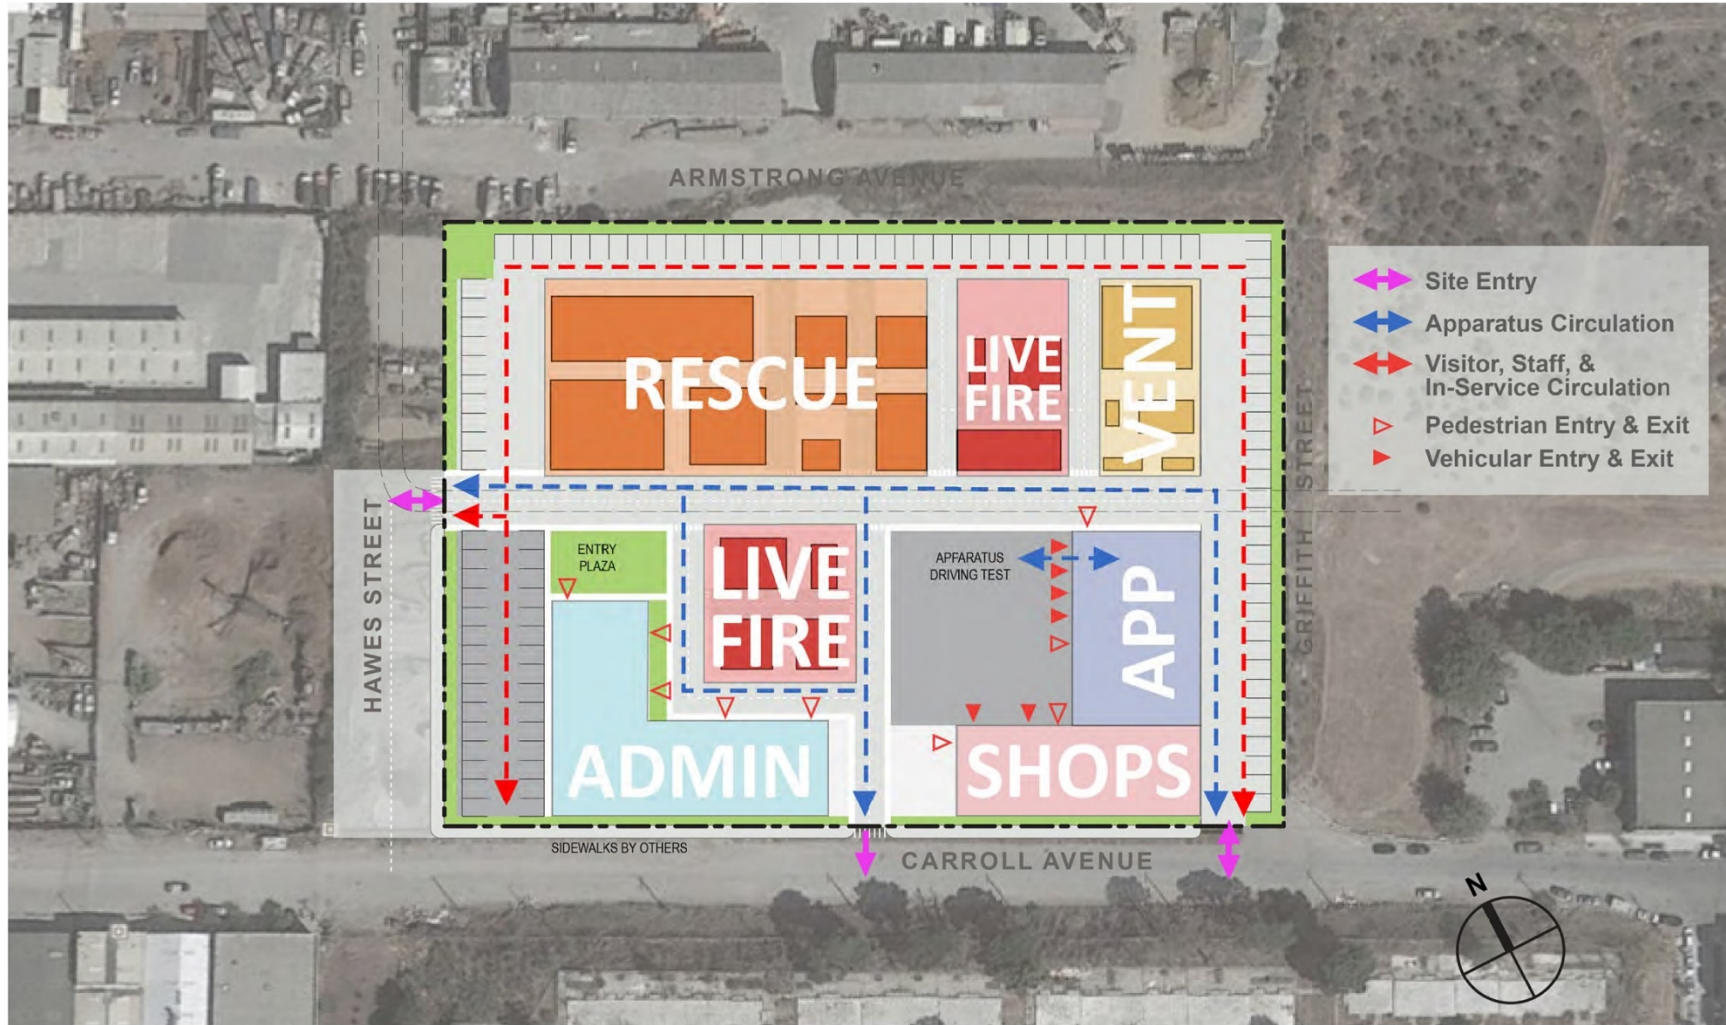 ARMSTRONG AVENUE
Site Entry
Apparatus Circulation
Visitor, Staff, &
In-Service Circulation
Pedestrian Entry & Exit
Vehicular Entry & Exit
RESCUE
LIVE
FIRE
VENT
HAWES STREET
GRIFFITH STREET
ENTRY
PLAZA
LIVE
FIRE
APPARATUS
DRIVING TEST
APP
ADMIN
SHOPS
SIDEWALKS BY OTHERS
CARROLL AVENUE
N